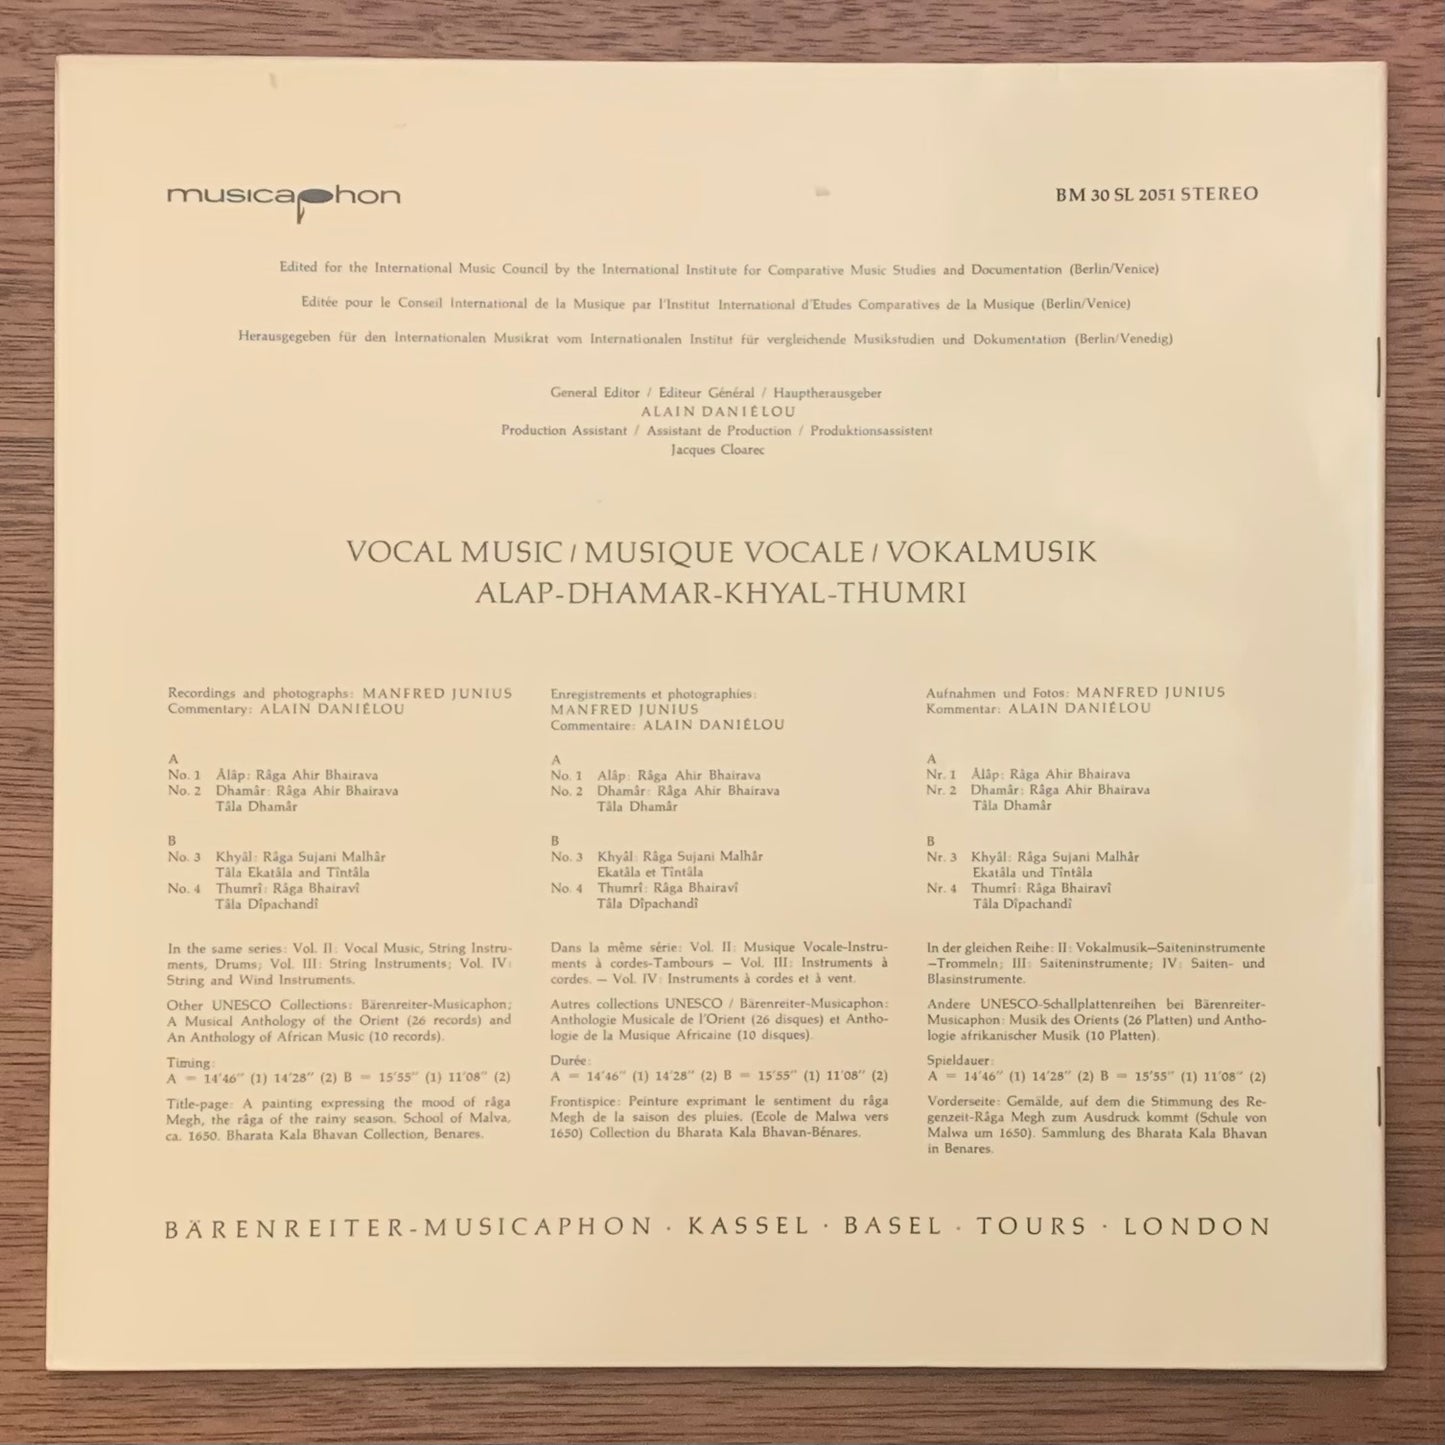 musicaphon
BM 30 SL 2051 STEREO
Edited for the International Music Council by the International Institute for Comparative Music Studies and Documentation (Berlin/Venice)
Editée pour le Conseil International de la Musique par l'Institut International d'Etudes Comparatives de la Musique (Berlin/Venice)
Herausgegeben für den Internationalen Musikrat vom Internationalen Institut für vergleichende Musikstudien und Dokumentation (Berlin/Venedig)
General Editor / Editeur Général / Hauptherausgeber
ALAIN DANIÉLOU
Production Assistant / Assistant de Production / Produktionsassistent
Jacques Cloarec
VOCAL MUSIC / MUSIQUE VOCALE / VOKALMUSIK
ALAP-DHAMAR-KHYAL-THUMRI
Recordings and photographs: MANFRED JUNIUS
Commentary: ALAIN DANIÉLOU
A
No. 1 Âlâp: Râga Ahir Bhairava
No. 2 Dhamâr: Râga Ahir Bhairava
Tâla Dhamâr
B
No. 3 Khyâl: Râga Sujani Malhâr
Tâla Ekatâla and Tîntâla
No. 4 Thumrî: Râga Bhairavî
Tâla Dîpachandî
In the same series: Vol. II: Vocal Music, String Instru-
ments, Drums; Vol. III: String Instruments; Vol. IV:
String and Wind Instruments.
Other UNESCO Collections: Bärenreiter-Musicaphon;
A Musical Anthology of the Orient (26 records) and
An Anthology of African Music (10 records).
Timing:
A = 14'46" (1) 14'28" (2) B = 15'55" (1) 11'08" (2)
Title-page: A painting expressing the mood of râga
Megh, the râga of the rainy season. School of Malva,
ca. 1650. Bharata Kala Bhavan Collection, Benares.
Enregistrements et photographies:
MANFRED JUNIUS
Commentaire: ALAIN DANIÉLOU
A
No. 1 Alâp: Râga Ahir Bhairava
No. 2 Dhamâr: Râga Ahir Bhairava
Tâla Dhamâr
B
No. 3 Khyâl: Râga Sujani Malhâr
Ekatâla et Tîntâla
No. 4 Thumrî: Râga Bhairavî
Tâla Dîpachandî
Dans la même série: Vol. II: Musique Vocale-Instru-
ments à cordes-Tambours – Vol. III: Instruments à
cordes. – Vol. IV: Instruments à cordes et à vent.
Autres collections UNESCO / Bärenreiter-Musicaphon:
Anthologie Musicale de l'Orient (26 disques) et Antho-
logie de la Musique Africaine (10 disques).
Durée:
A = 14'46" (1) 14'28" (2) B = 15'55" (1) 11'08" (2)
Frontispice: Peinture exprimant le sentiment du râga
Megh de la saison des pluies. (Ecole de Malwa vers
1650) Collection du Bharata Kala Bhavan-Bénares.
Aufnahmen und Fotos: MANFRED JUNIUS
Kommentar: ALAIN DANIÉLOU
A
Nr. 1 Âlâp: Râga Ahir Bhairava
Nr. 2 Dhamâr: Râga Ahir Bhairava
Tâla Dhamâr
B
Nr. 3 Khyâl: Râga Sujani Malhâr
Ekatâla und Tîntâla
Nr. 4 Thumrî: Râga Bhairavî
Tâla Dîpachandî
In der gleichen Reihe: II: Vokalmusik–Saiteninstrumente
–Trommeln; III: Saiteninstrumente; IV: Saiten- und
Blasinstrumente.
Andere UNESCO-Schallplattenreihen bei Bärenreiter-
Musicaphon: Musik des Orients (26 Platten) und Antho-
logie afrikanischer Musik (10 Platten).
Spieldauer:
A = 14'46" (1) 14'28" (2) B = 15'55" (1) 11'08" (2)
Vorderseite: Gemälde, auf dem die Stimmung des Re-
genzeit-Râga Megh zum Ausdruck kommt (Schule von
Malwa um 1650). Sammlung des Bharata Kala Bhavan
in Benares.
BÄRENREITER-MUSICAPHON · KASSEL · BASEL · TOURS · LONDON